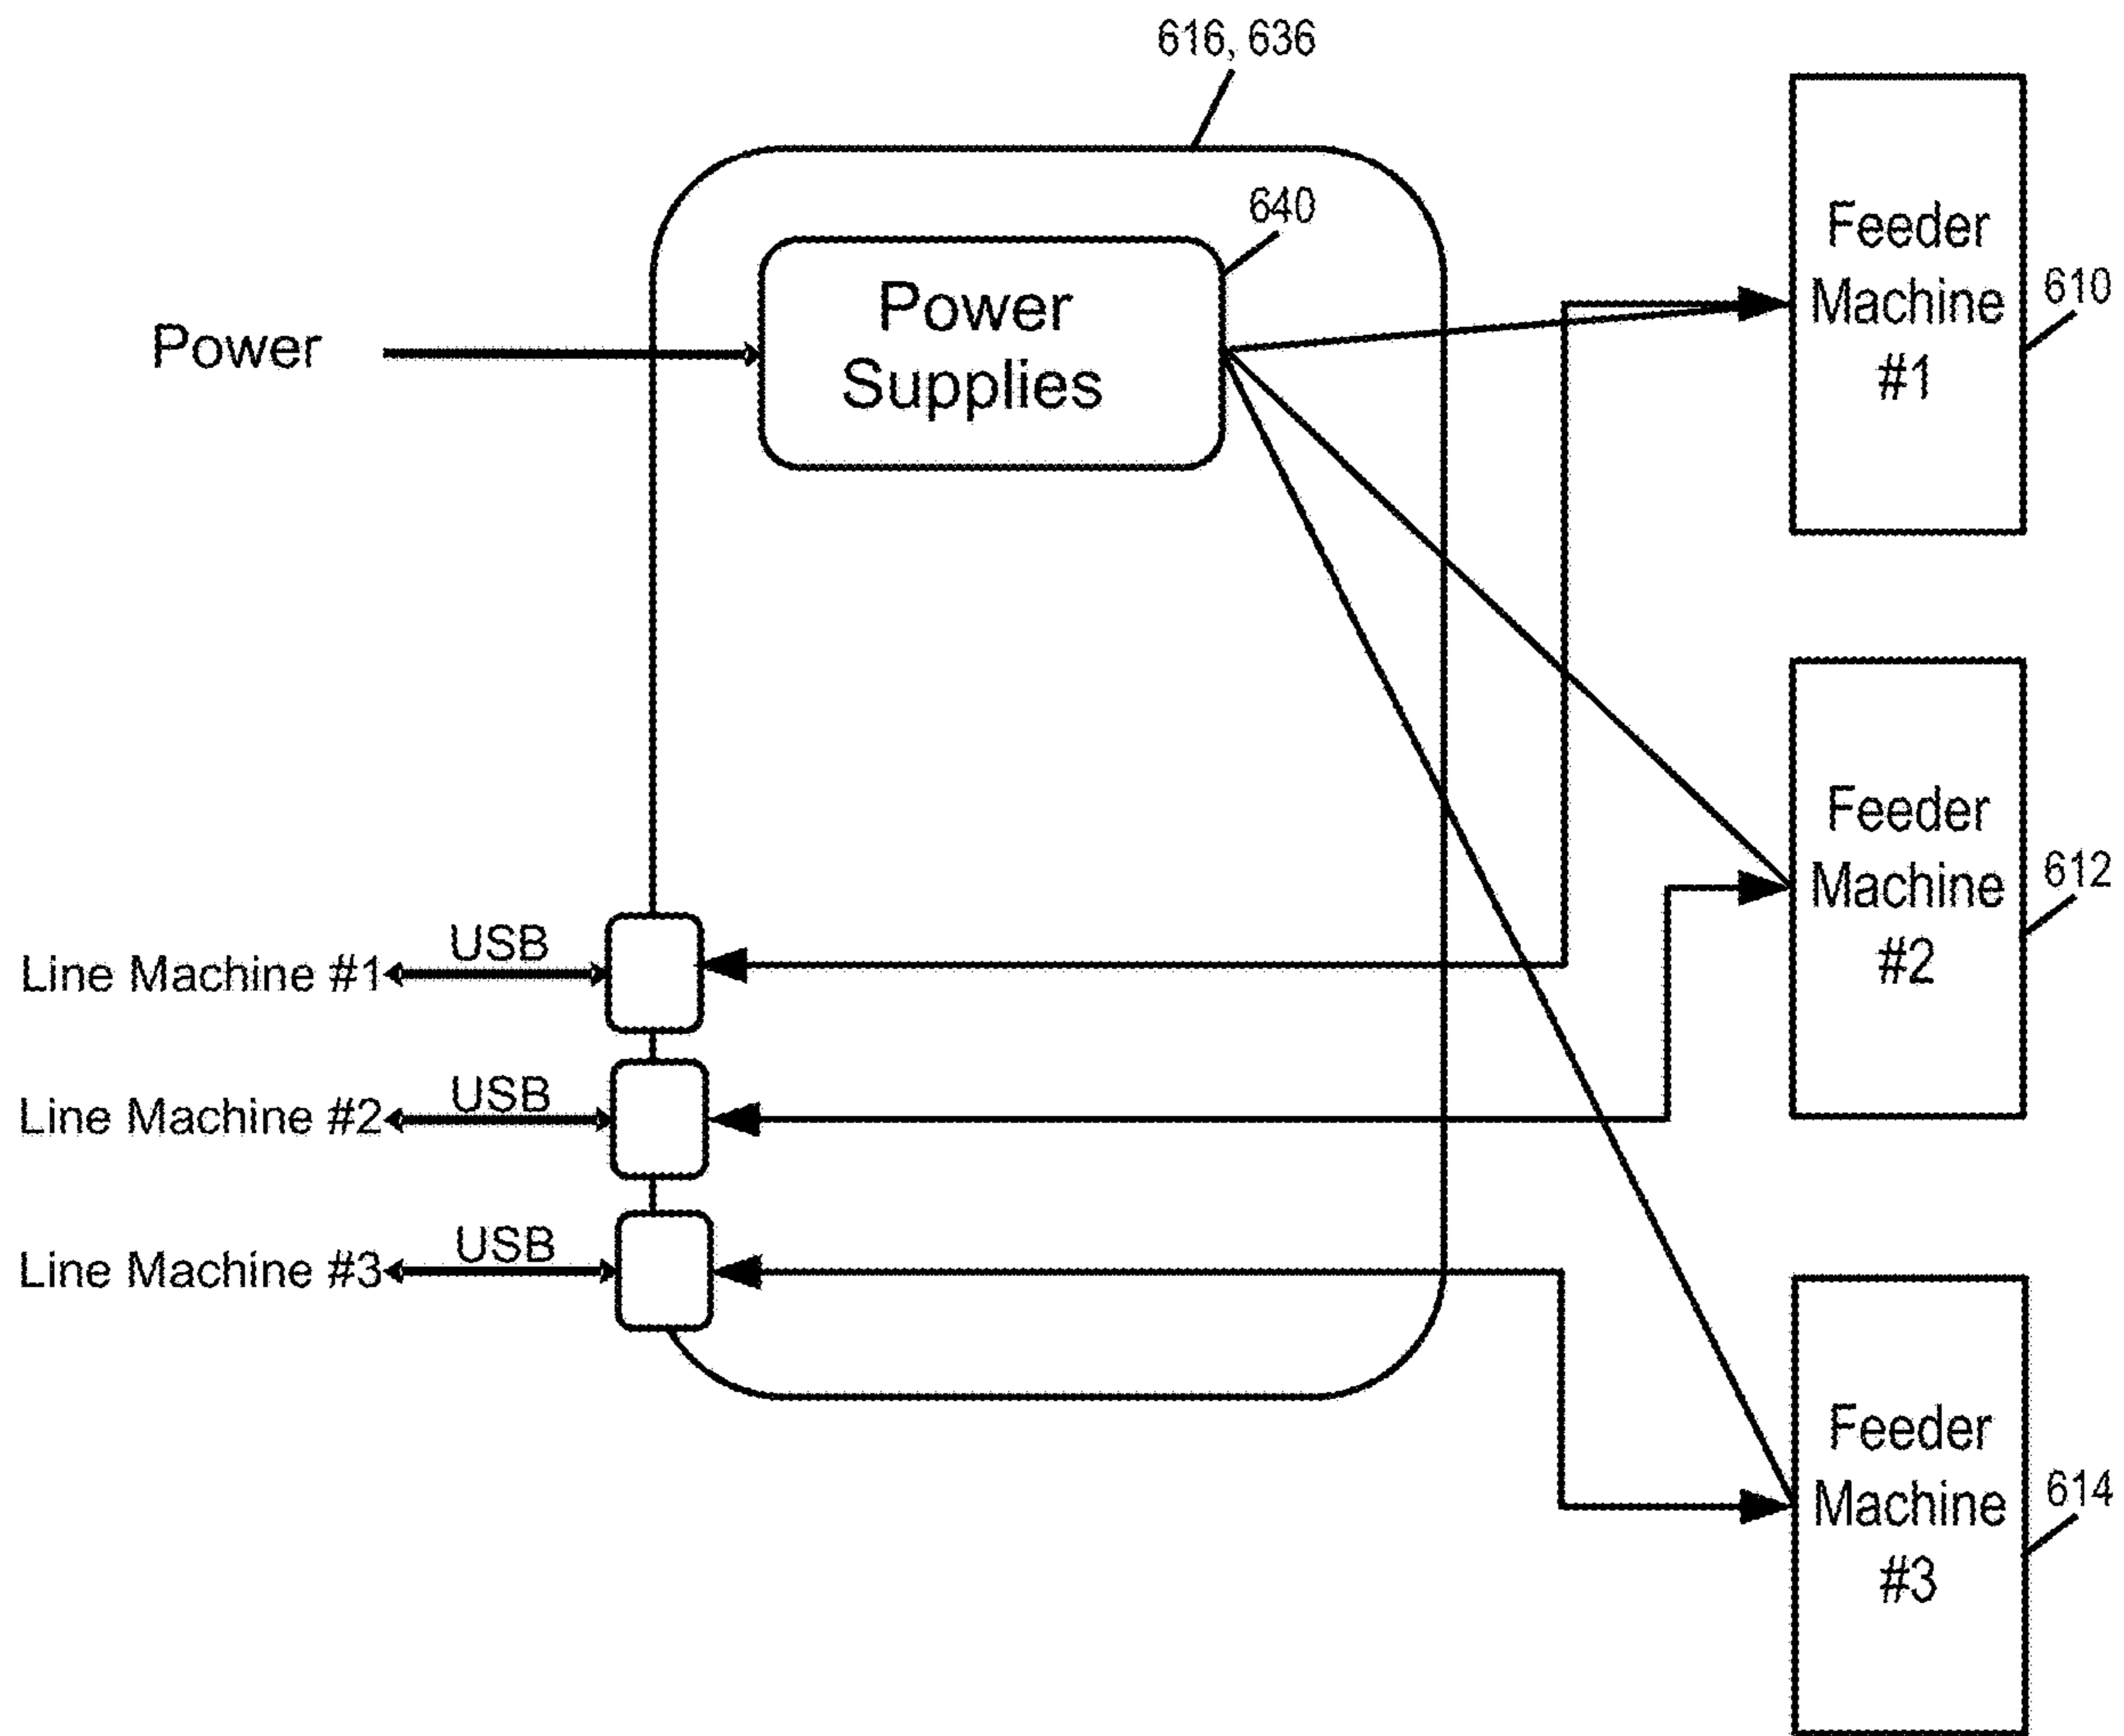 616, 636
640
Power
Power
Supplies
Feeder
Machine
#1
610
Feeder
Machine
#2
612
USB
Line Machine #1
USB
Line Machine #2
USB
Line Machine #3
Feeder
Machine
#3
614